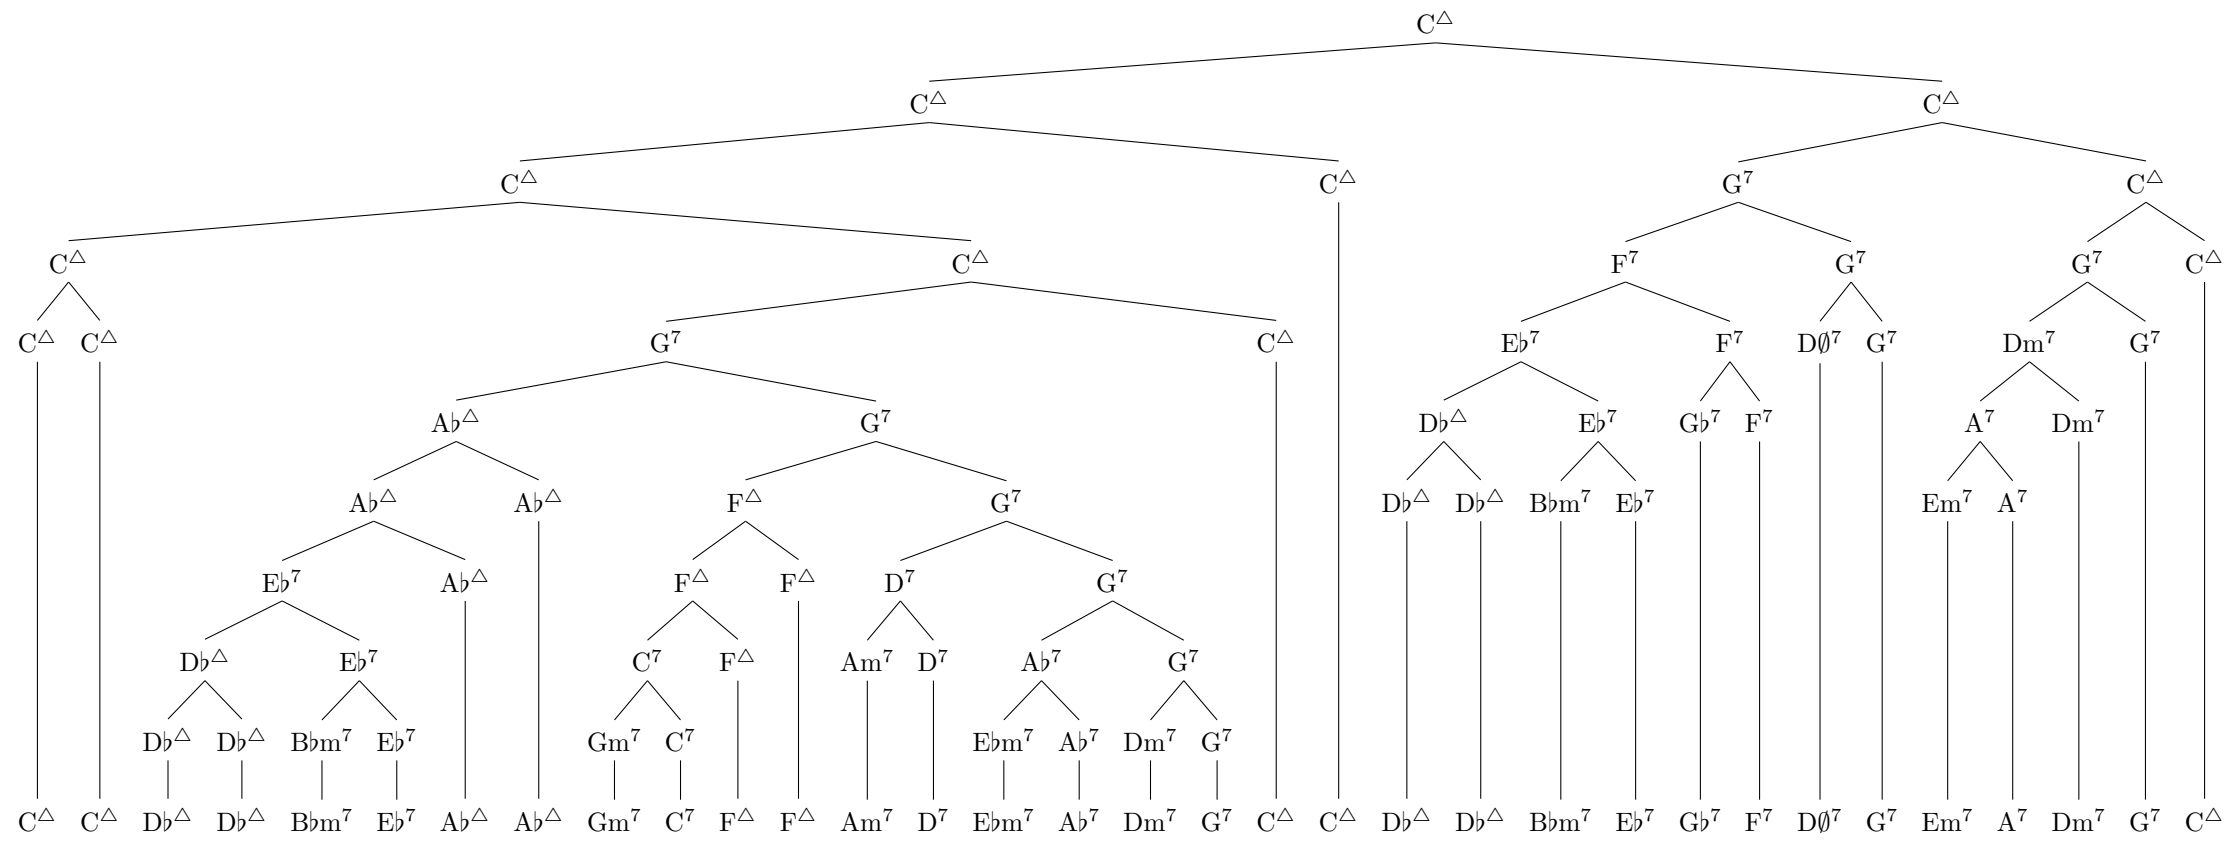 C△
C△ C△
C△ C△ G⁷ C△
C△ C△ F⁷ G⁷ G⁷ C△
C△ C△ G⁷ C△ E♭⁷ F⁷ D∅⁷ G⁷ Dm⁷ G⁷
A♭△ G⁷ D♭△ E♭⁷ G♭⁷ F⁷ A⁷ Dm⁷
A♭△ A♭△ F△ G⁷ D♭△ D♭△ B♭m⁷ E♭⁷ Em⁷ A⁷
E♭⁷ A♭△ F△ F△ D⁷ G⁷
D♭△ E♭⁷ C⁷ F△ Am⁷ D⁷ A♭⁷ G⁷
D♭△ D♭△ B♭m⁷ E♭⁷ Gm⁷ C⁷ E♭m⁷ A♭⁷ Dm⁷ G⁷
C△ C△ D♭△ D♭△ B♭m⁷ E♭⁷ A♭△ A♭△ Gm⁷ C⁷ F△ F△ Am⁷ D⁷ E♭m⁷ A♭⁷ Dm⁷ G⁷ C△ C△ D♭△ D♭△ B♭m⁷ E♭⁷ G♭⁷ F⁷ D∅⁷ G⁷ Em⁷ A⁷ Dm⁷ G⁷ C△